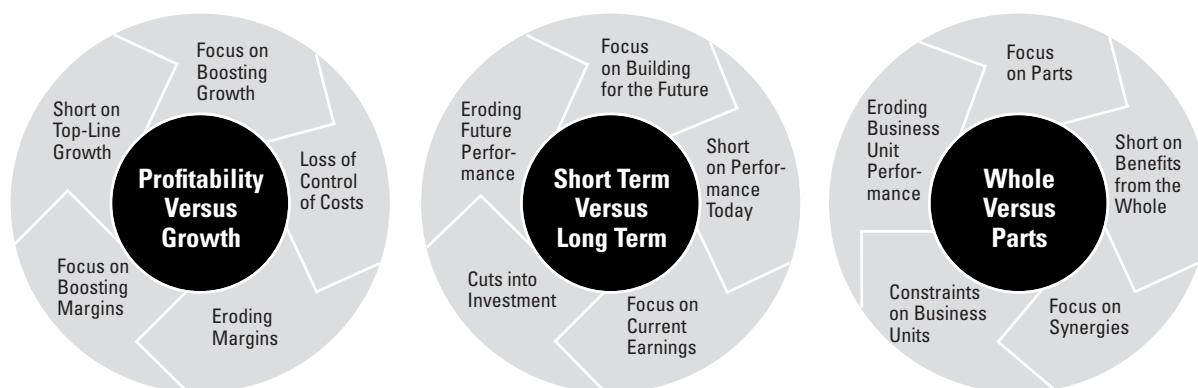 Focus on
Boosting
Growth
Loss of
Control
of Costs
Eroding
Margins
Focus on
Boosting
Margins
Short on
Top-Line
Growth
Profitability
Versus
Growth
Focus
on Building
for the Future
Short
on Perfor-
mance
Today
Focus on
Current
Earnings
Cuts into
Investment
Eroding
Future
Perfor-
mance
Short Term
Versus
Long Term
Focus
on Parts
Short on
Benefits
from the
Whole
Focus on
Synergies
Constraints
on Business
Units
Eroding
Business
Unit
Perfor-
mance
Whole
Versus
Parts